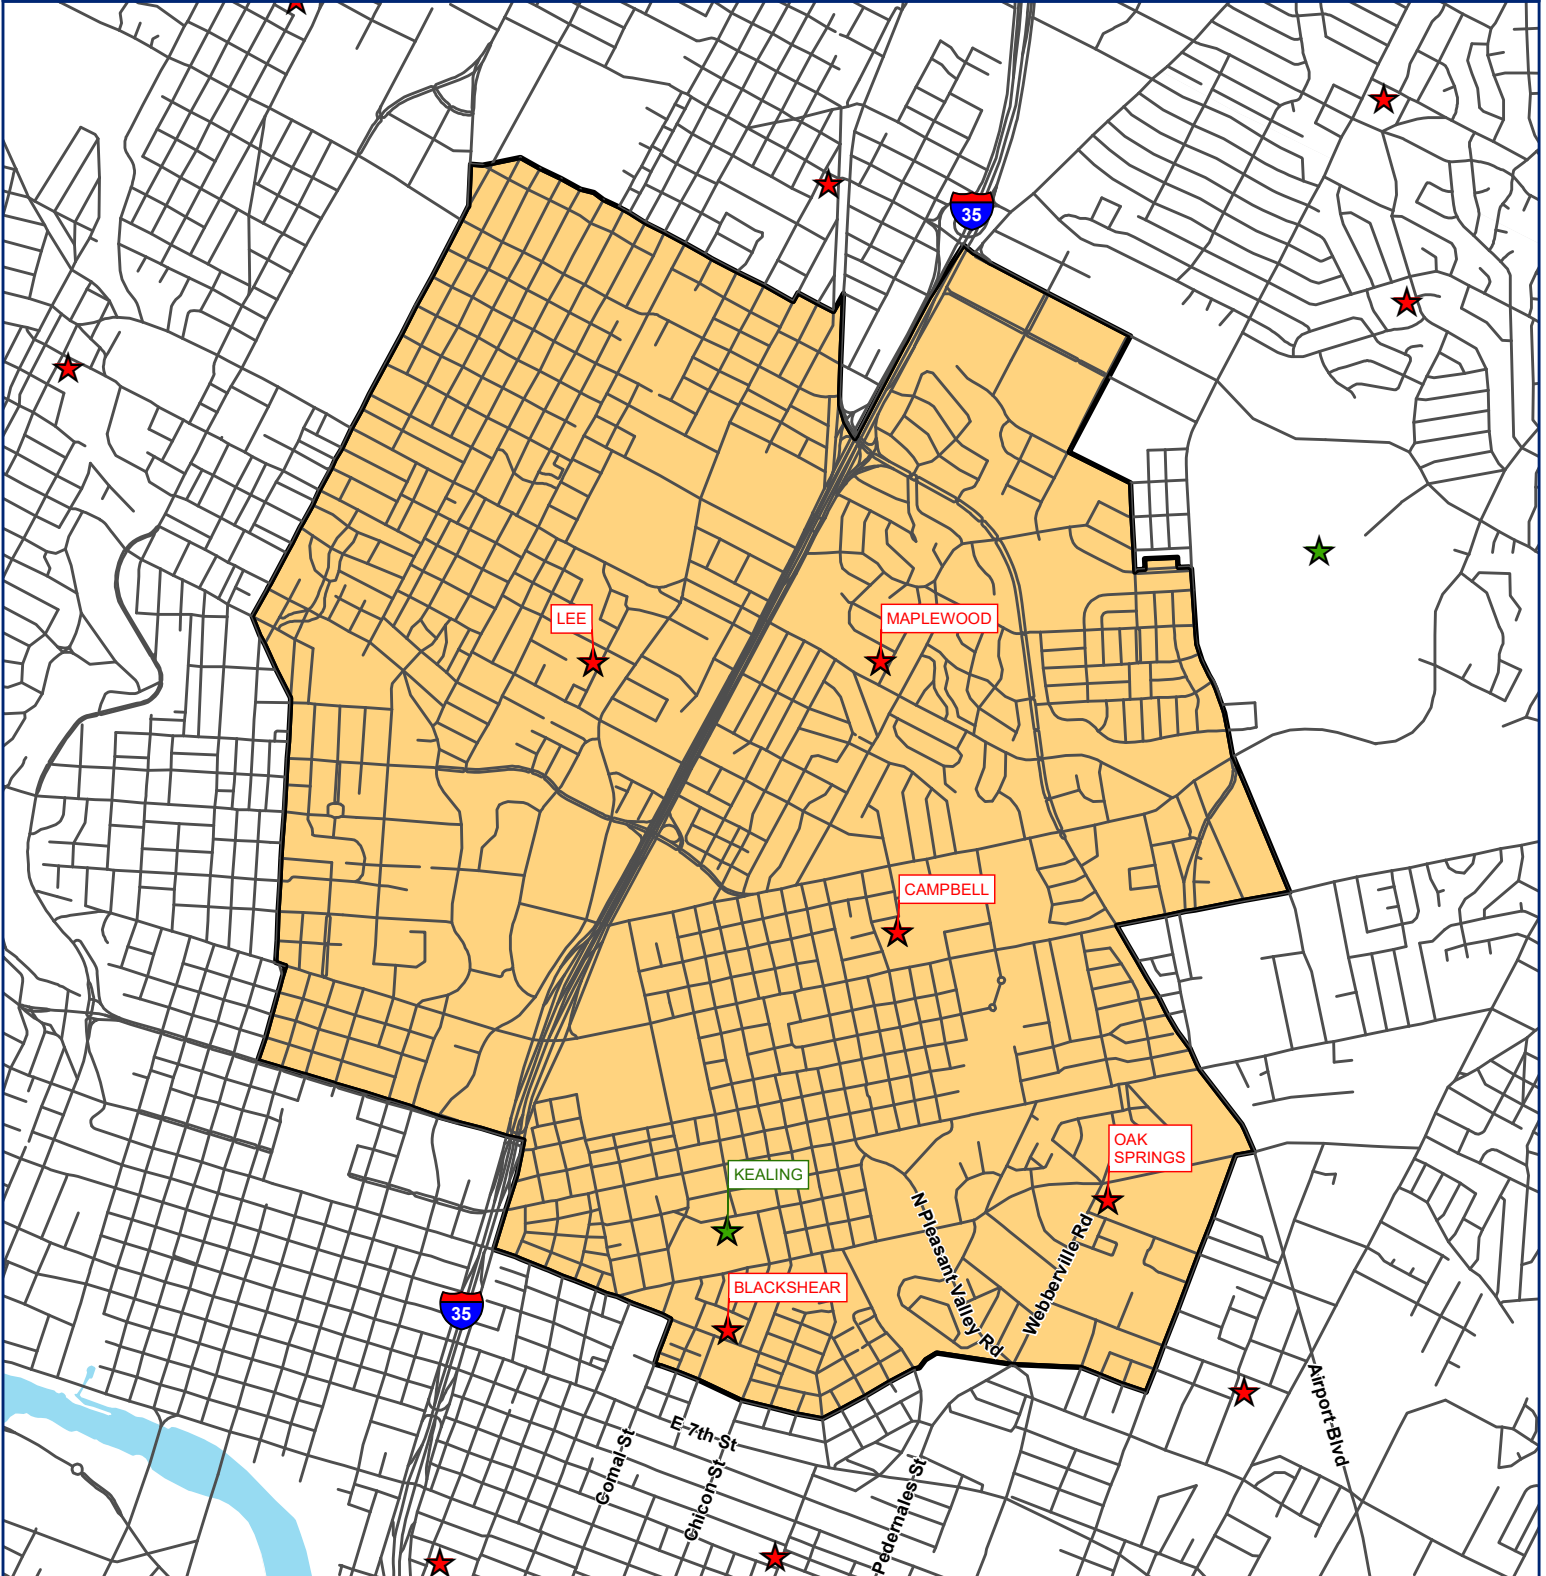 35
LEE
MAPLEWOOD
CAMPBELL
OAK
SPRINGS
KEALING
N Pleasant Valley Rd
Webberville Rd
BLACKSHEAR
35
Airport Blvd
E 7th St
Comal St
Chicon St
Pedernales St